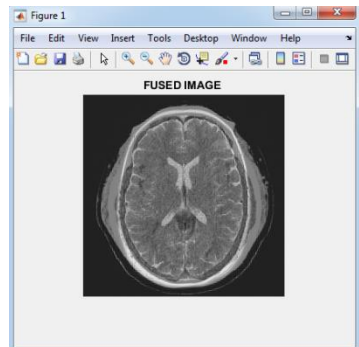 Figure 1
File Edit View Insert Tools Desktop Window Help
FUSED IMAGE